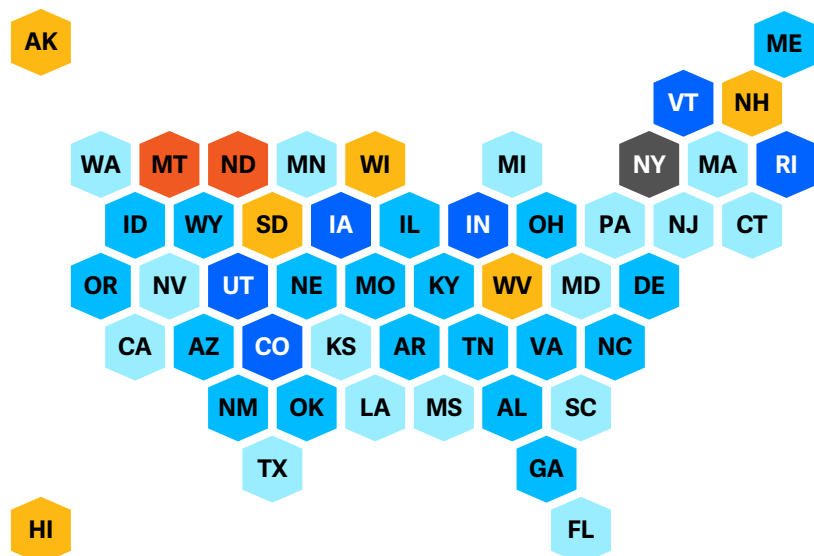 AK
ME
VT NH
WA MT ND MN WI MI NY MA RI
ID WY SD IA IL IN OH PA NJ CT
OR NV UT NE MO KY WV MD DE
CA AZ CO KS AR TN VA NC
NM OK LA MS AL SC
TX GA
HI FL